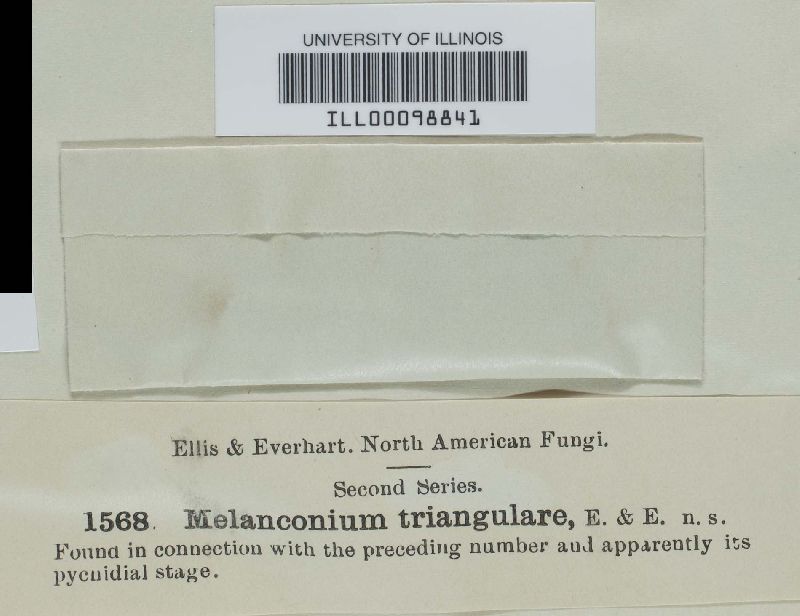 UNIVERSITY OF ILLINOIS
ILL00098841
Ellis & Everhart. North American Fungi.
Second Series.
1568. Melanconium triangulare, E. & E. n. s.
Found in connection with the preceding number and apparently its
pycnidial stage.